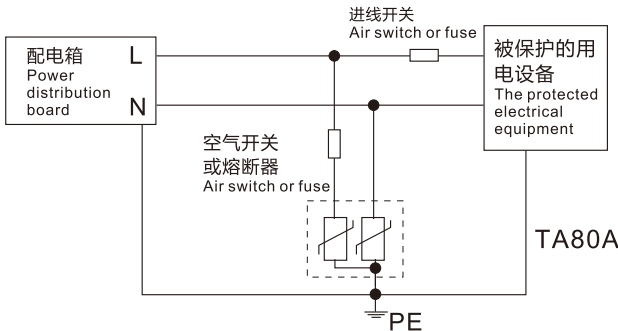 进线开关
Air switch or fuse
配电箱
Power
distribution
board
L
N
被保护的用
电设备
The protected
electrical
equipment
空气开关
或熔断器
Air switch or fuse
TA80A
PE